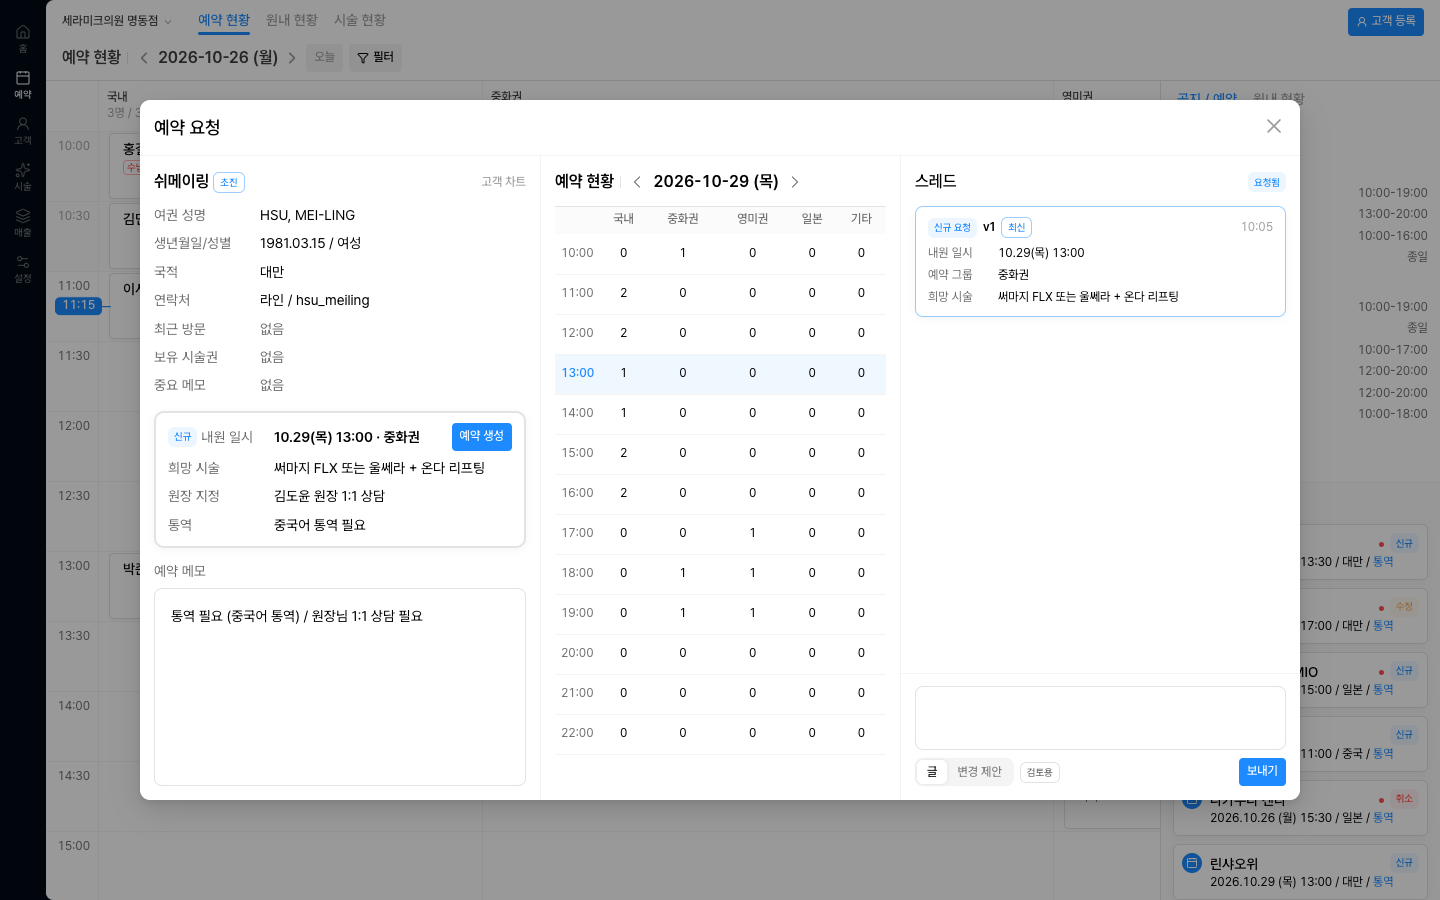 세라미크의원 명동점
예약 현황
원내 현황
시술 현황
고객 등록
홈
예약
고객
시술
매출
설정
예약 현황
2026-10-26 (월)
오늘
필터
국내
3명
중화권
영미권
공지 / 예약
원내 현황
10:00
10:30
11:00
11:15
11:30
12:00
12:30
13:00
13:30
14:00
14:30
15:00
예약 요청
쉬메이링 초진
고객 차트
여권 성명 HSU, MEI-LING
생년월일/성별 1981.03.15 / 여성
국적 대만
연락처 라인 / hsu_meiling
최근 방문 없음
보유 시술권 없음
중요 메모 없음
신규 내원 일시 10.29(목) 13:00 · 중화권 예약 생성
희망 시술 써마지 FLX 또는 울쎄라 + 온다 리프팅
원장 지정 김도윤 원장 1:1 상담
통역 중국어 통역 필요
예약 메모
통역 필요 (중국어 통역) / 원장님 1:1 상담 필요
예약 현황 2026-10-29 (목)
국내 중화권 영미권 일본 기타
10:00 0 1 0 0 0
11:00 2 0 0 0 0
12:00 2 0 0 0 0
13:00 1 0 0 0 0
14:00 1 0 0 0 0
15:00 2 0 0 0 0
16:00 2 0 0 0 0
17:00 0 0 1 0 0
18:00 0 1 1 0 0
19:00 0 1 1 0 0
20:00 0 0 0 0 0
21:00 0 0 0 0 0
22:00 0 0 0 0 0
스레드
요청됨
신규 요청 v1 최신 10:05
내원 일시 10.29(목) 13:00
예약 그룹 중화권
희망 시술 써마지 FLX 또는 울쎄라 + 온다 리프팅
글
변경 제안
검토용
보내기
10:00-19:00
13:00-20:00
10:00-16:00
종일
10:00-19:00
종일
10:00-17:00
12:00-20:00
12:00-20:00
10:00-18:00
신규
13:30 / 대만 / 통역
수정
17:00 / 대만 / 통역
신규
15:00 / 일본 / 통역
신규
11:00 / 중국 / 통역
취소
2026.10.26 (월) 15:30 / 일본 / 통역
린샤오위
신규
2026.10.29 (목) 13:00 / 대만 / 통역